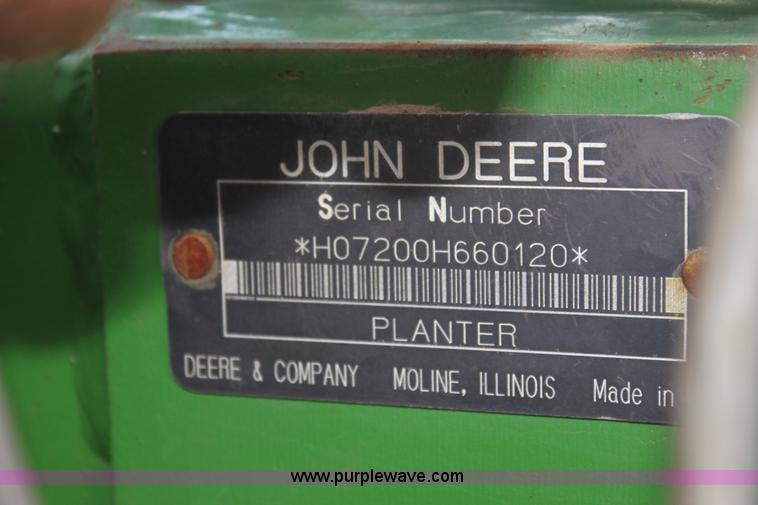 JOHN DEERE
Serial Number
*H07200H660120*
PLANTER
DEERE & COMPANY MOLINE, ILLINOIS Made in
www.purplewave.com